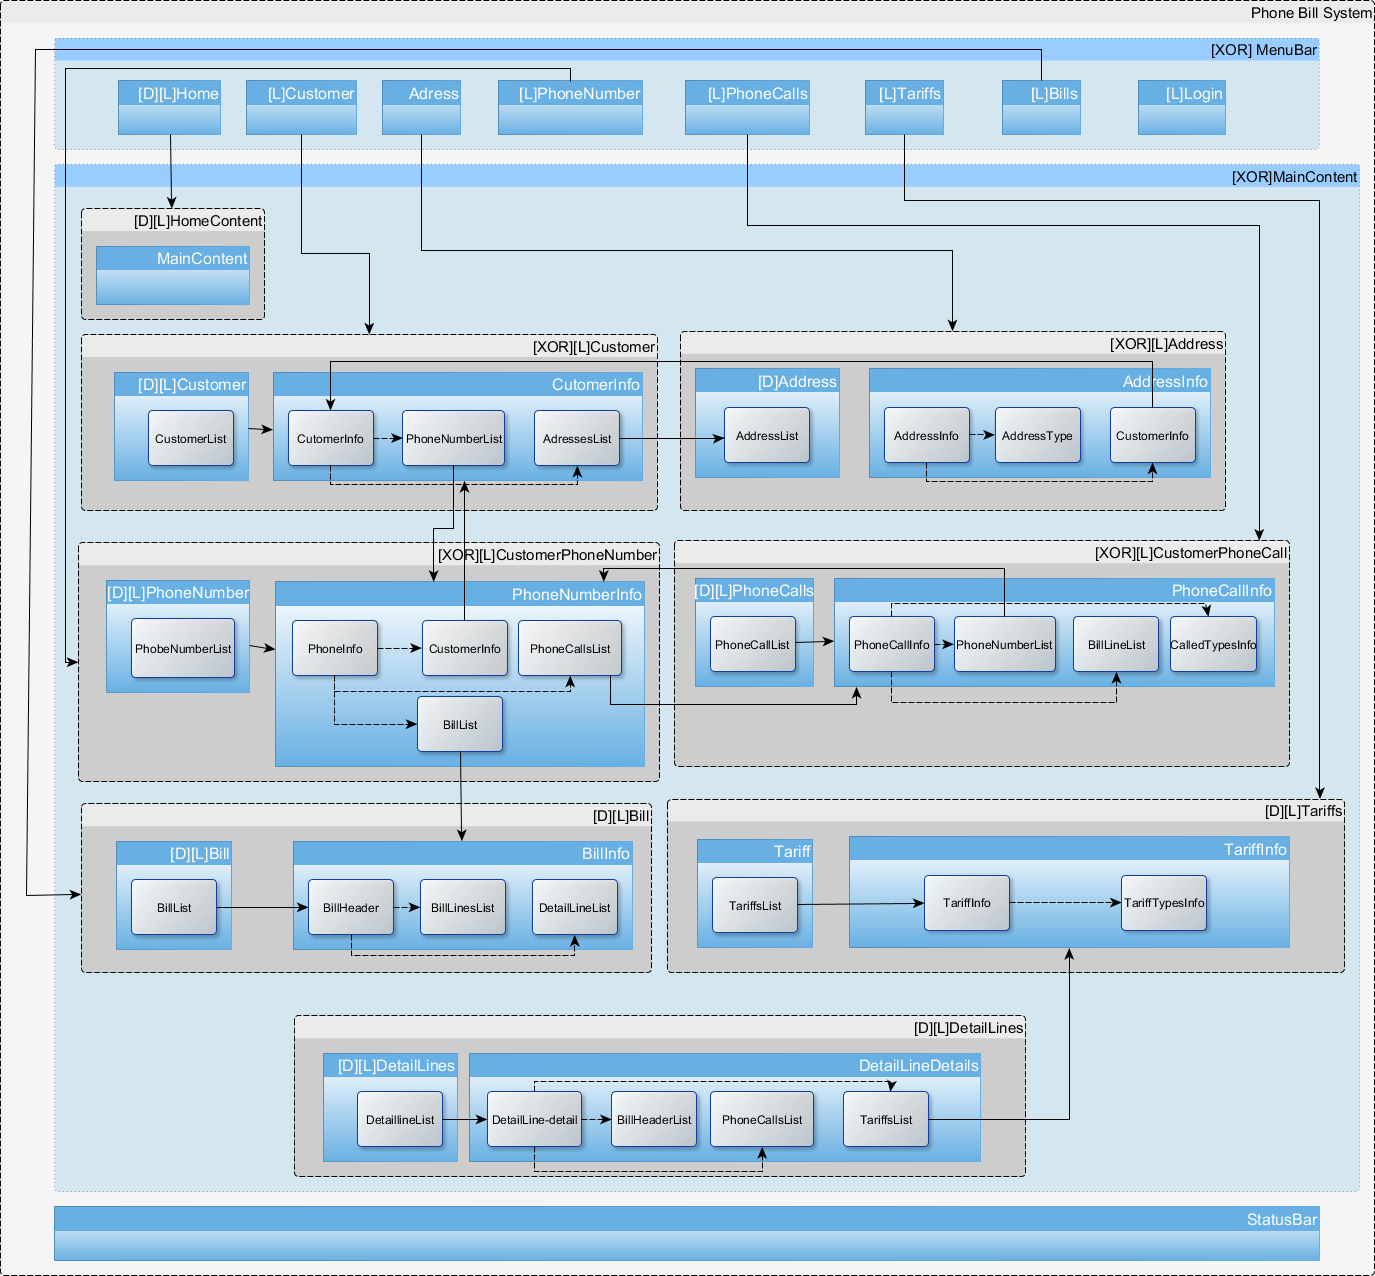 Phone Bill System
[XOR] MenuBar
[D][L]Home
[L]Customer
Adress
[L]PhoneNumber
[L]PhoneCalls
[L]Tariffs
[L]Bills
[L]Login
[XOR]MainContent
[D][L]HomeContent
MainContent
[XOR][L]Customer
[D][L]Customer
CustomerList
CutomerInfo
CutomerInfo
PhoneNumberList
AdressesList
[XOR][L]Address
[D]Address
AddressList
AddressInfo
AddressInfo
AddressType
CustomerInfo
[XOR][L]CustomerPhoneNumber
[D][L]PhoneNumber
PhobeNumberList
PhoneNumberInfo
PhoneInfo
CustomerInfo
PhoneCallsList
BillList
[XOR][L]CustomerPhoneCall
[D][L]PhoneCalls
PhoneCallList
PhoneCallInfo
PhoneCallInfo
PhoneNumberList
BillLineList
CalledTypesInfo
[D][L]Bill
[D][L]Bill
BillList
BillInfo
BillHeader
BillLinesList
DetailLineList
[D][L]Tariffs
Tariff
TariffsList
TariffInfo
TariffInfo
TariffTypesInfo
[D][L]DetailLines
[D][L]DetailLines
DetaillineList
DetailLineDetails
DetailLine-detail
BillHeaderList
PhoneCallsList
TariffsList
StatusBar